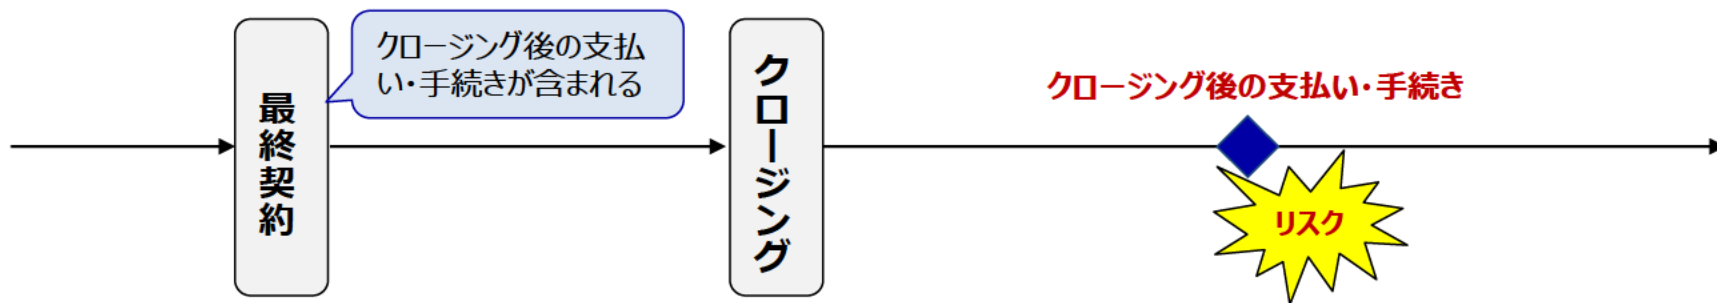 最終契約
クロージング後の支払
い・手続きが含まれる
クロージング
クロージング後の支払い・手続き
リスク